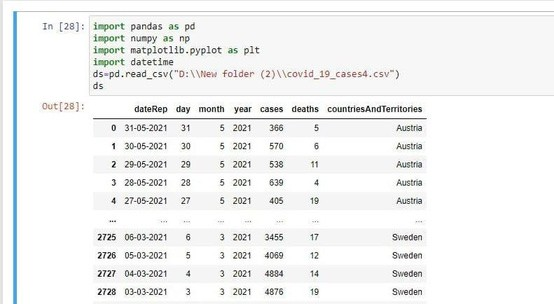 In [28]: import pandas as pd
import numpy as np
import matplotlib.pyplot as plt
import datetime
ds=pd.read_csv("D:\\New folder (2)\\covid_19_cases4.csv")
ds
Out[28]:
dateRep day month year cases deaths countriesAndTerritories
0 31-05-2021 31 5 2021 366 5 Austria
1 30-05-2021 30 5 2021 570 6 Austria
2 29-05-2021 29 5 2021 538 11 Austria
3 28-05-2021 28 5 2021 639 4 Austria
4 27-05-2021 27 5 2021 405 19 Austria
... ... ... ... ... ... ... ...
2725 06-03-2021 6 3 2021 3455 17 Sweden
2726 05-03-2021 5 3 2021 4069 12 Sweden
2727 04-03-2021 4 3 2021 4884 14 Sweden
2728 03-03-2021 3 3 2021 4876 19 Sweden